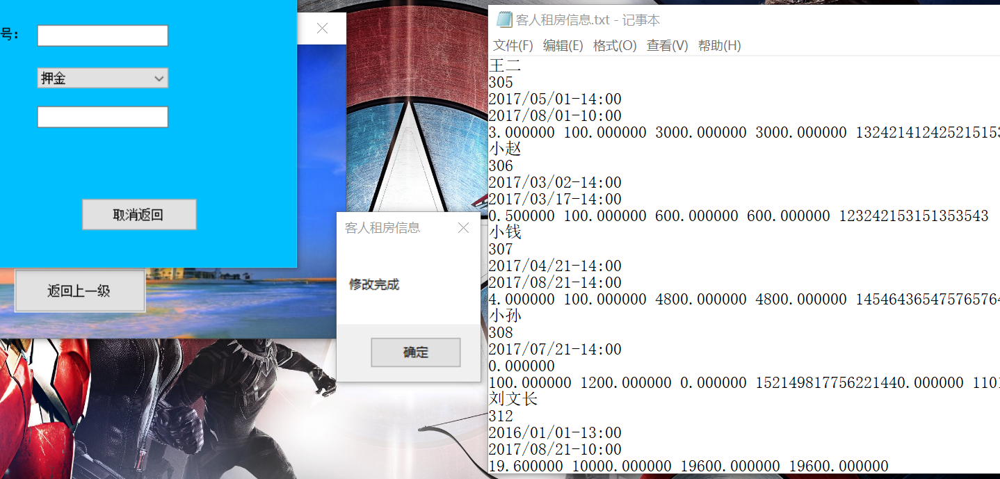 号：
押金
取消返回
返回上一级
客人租房信息
修改完成
确定
客人租房信息.txt - 记事本
文件(F) 编辑(E) 格式(O) 查看(V) 帮助(H)
王二
305
2017/05/01-14:00
2017/08/01-10:00
3.000000 100.000000 3000.000000 3000.000000 132421412425215153
小赵
306
2017/03/02-14:00
2017/03/17-14:00
0.500000 100.000000 600.000000 600.000000 123242153151353543
小钱
307
2017/04/21-14:00
2017/08/21-14:00
4.000000 100.000000 4800.000000 4800.000000 145464365475765764
小孙
308
2017/07/21-14:00
0.000000
100.000000 1200.000000 0.000000 152149817756221440.000000 1101
刘文长
312
2016/01/01-13:00
2017/08/21-10:00
19.600000 10000.000000 19600.000000 19600.000000